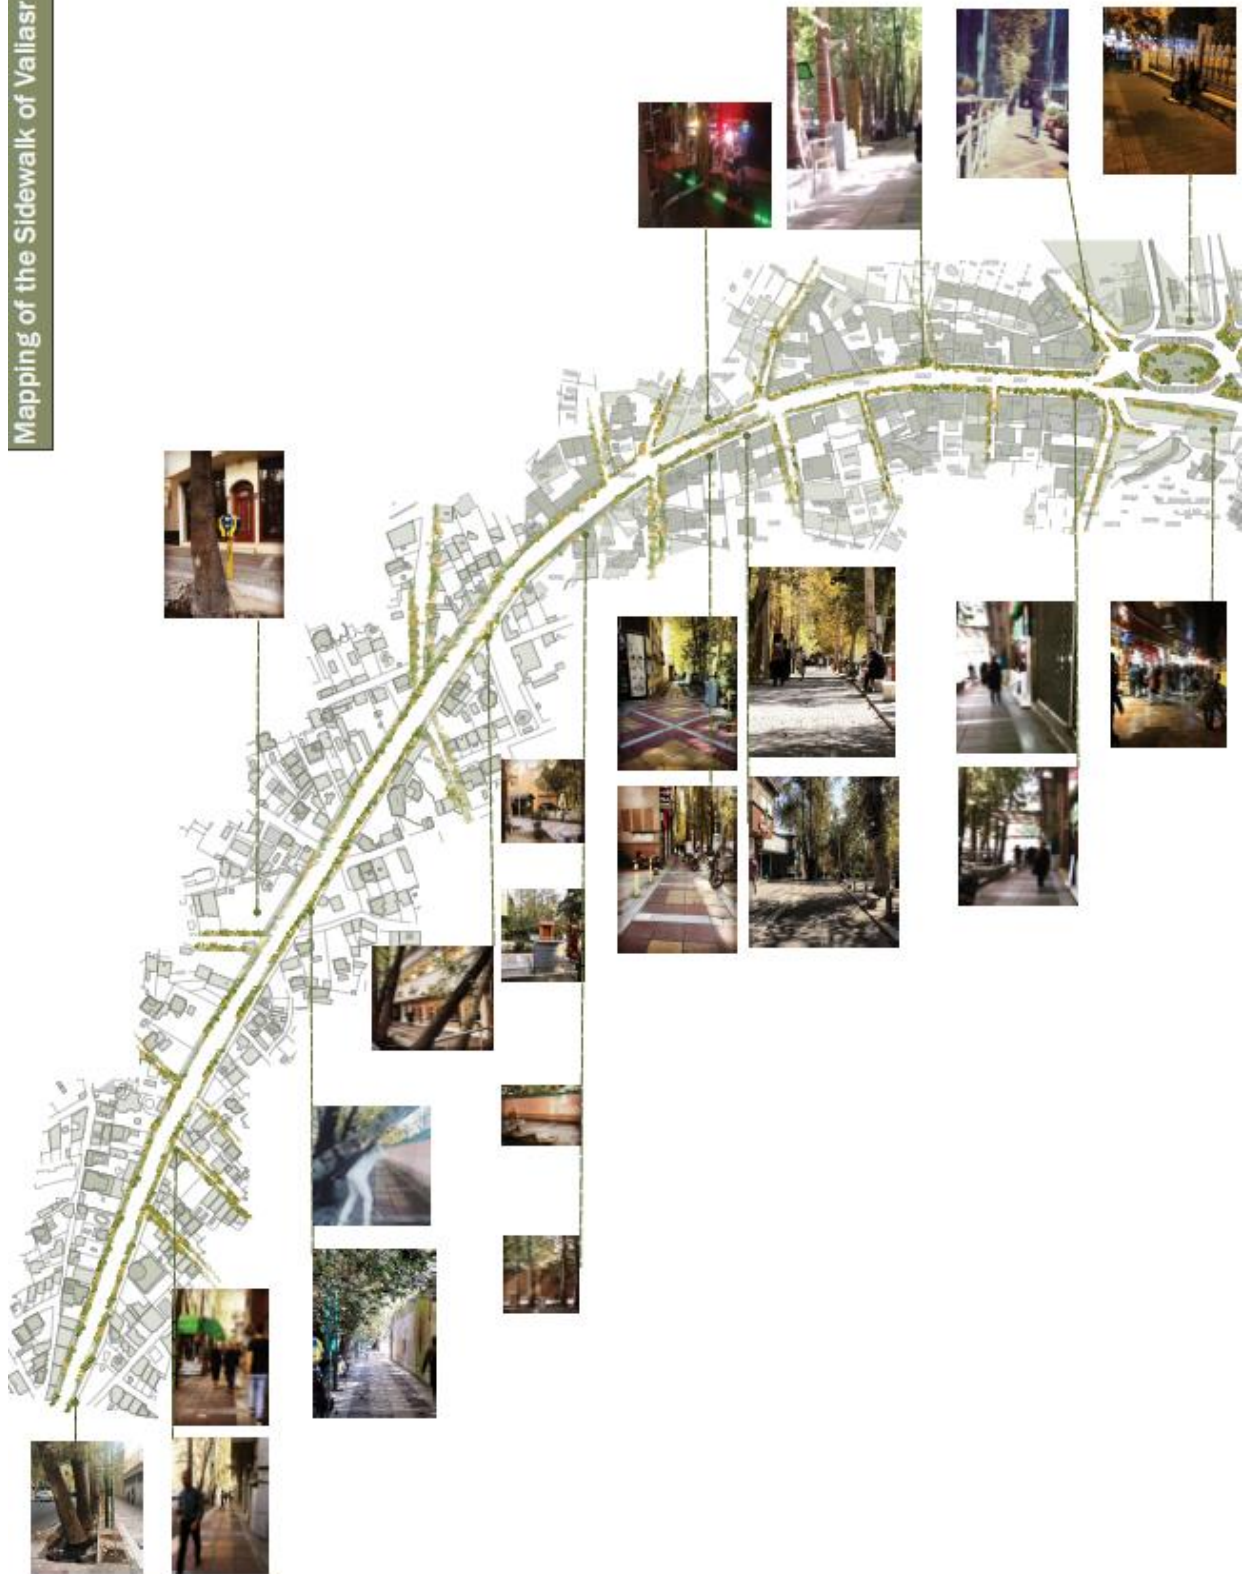 Mapping of the Sidewalk of Valiasr